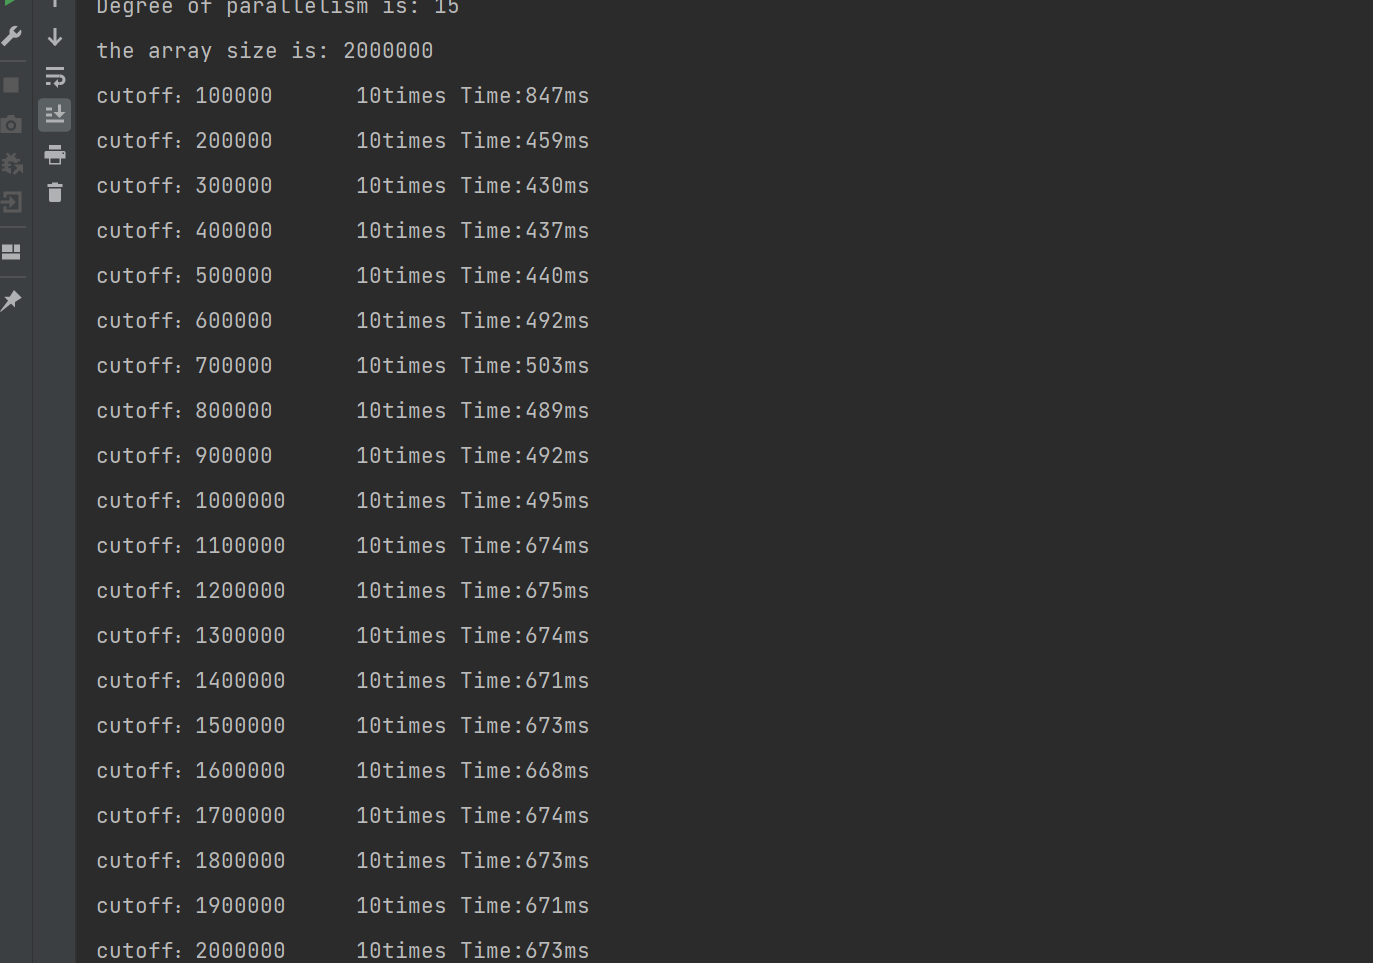 Degree of parallelism is: 15
the array size is: 2000000
cutoff：100000 10times Time:847ms
cutoff：200000 10times Time:459ms
cutoff：300000 10times Time:430ms
cutoff：400000 10times Time:437ms
cutoff：500000 10times Time:440ms
cutoff：600000 10times Time:492ms
cutoff：700000 10times Time:503ms
cutoff：800000 10times Time:489ms
cutoff：900000 10times Time:492ms
cutoff：1000000 10times Time:495ms
cutoff：1100000 10times Time:674ms
cutoff：1200000 10times Time:675ms
cutoff：1300000 10times Time:674ms
cutoff：1400000 10times Time:671ms
cutoff：1500000 10times Time:673ms
cutoff：1600000 10times Time:668ms
cutoff：1700000 10times Time:674ms
cutoff：1800000 10times Time:673ms
cutoff：1900000 10times Time:671ms
cutoff：2000000 10times Time:673ms